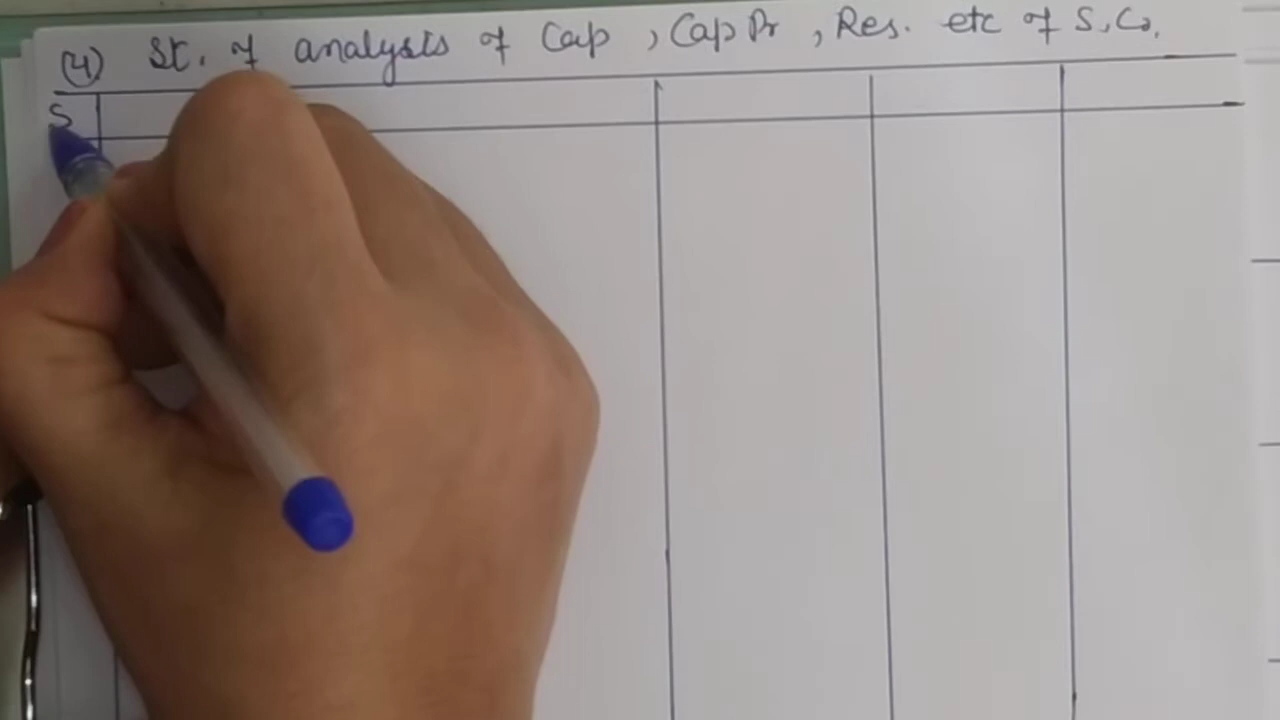 (4) St. of analysis of Cap , Cap Pr , Res. etc of S. Co.
S